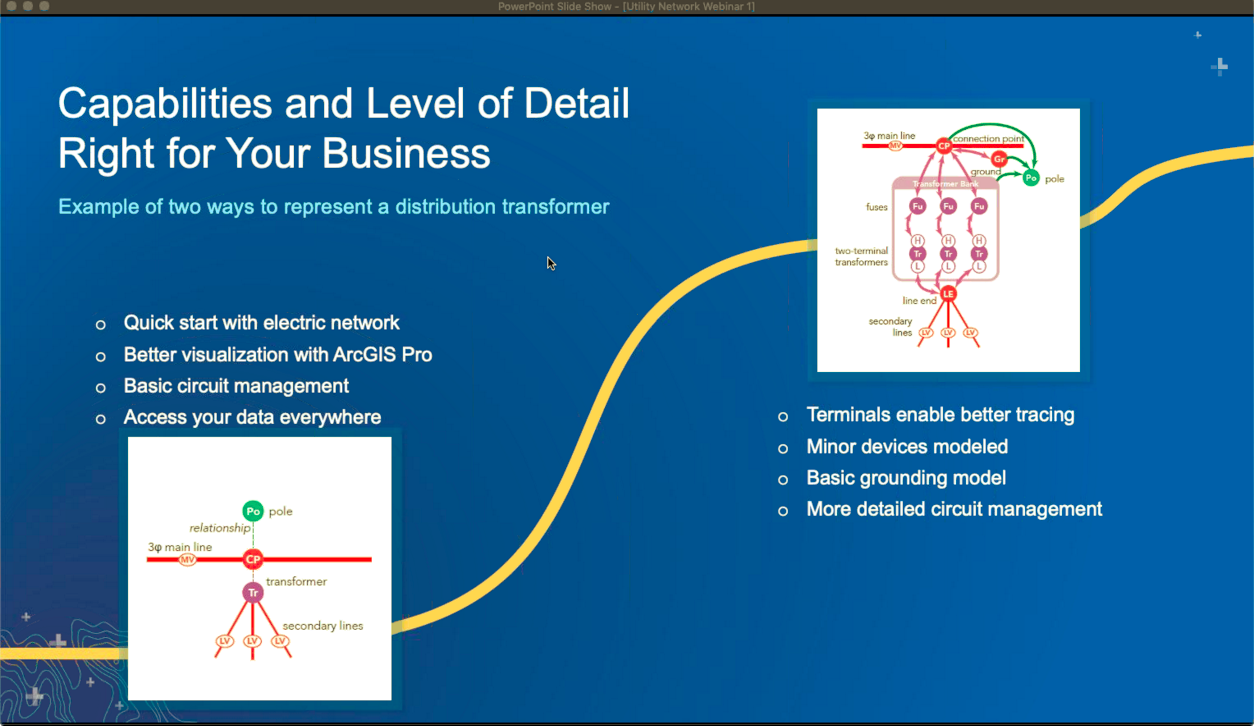 PowerPoint Slide Show - [Utility Network Webinar 1]
Capabilities and Level of Detail
Right for Your Business
Example of two ways to represent a distribution transformer
Quick start with electric network
Better visualization with ArcGIS Pro
Basic circuit management
Access your data everywhere
Po pole
relationship
3φ main line
MV CP
transformer
Tr
secondary lines
LV LV LV
3φ main line
MV CP connection point
Gr
ground
Po pole
Transformer Bank
fuses Fu Fu Fu
H H H
two-terminal
transformers
Tr Tr Tr
L L L
LE
line end
secondary
lines
LV LV LV
Terminals enable better tracing
Minor devices modeled
Basic grounding model
More detailed circuit management